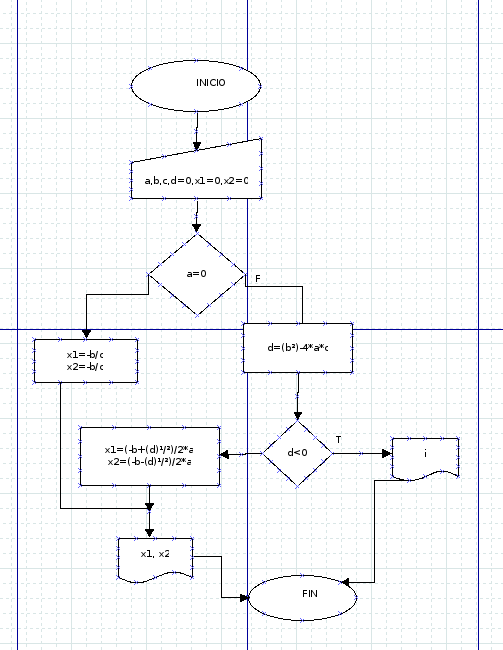 INICIO
a,b,c,d=0,x1=0,x2=0
a=0
F
x1=-b/c
x2=-b/c
d=(b²)-4*a*c
T
x1=(-b+(d)¹/²)/2*a
x2=(-b-(d)¹/²)/2*a
d<0
i
x1, x2
FIN